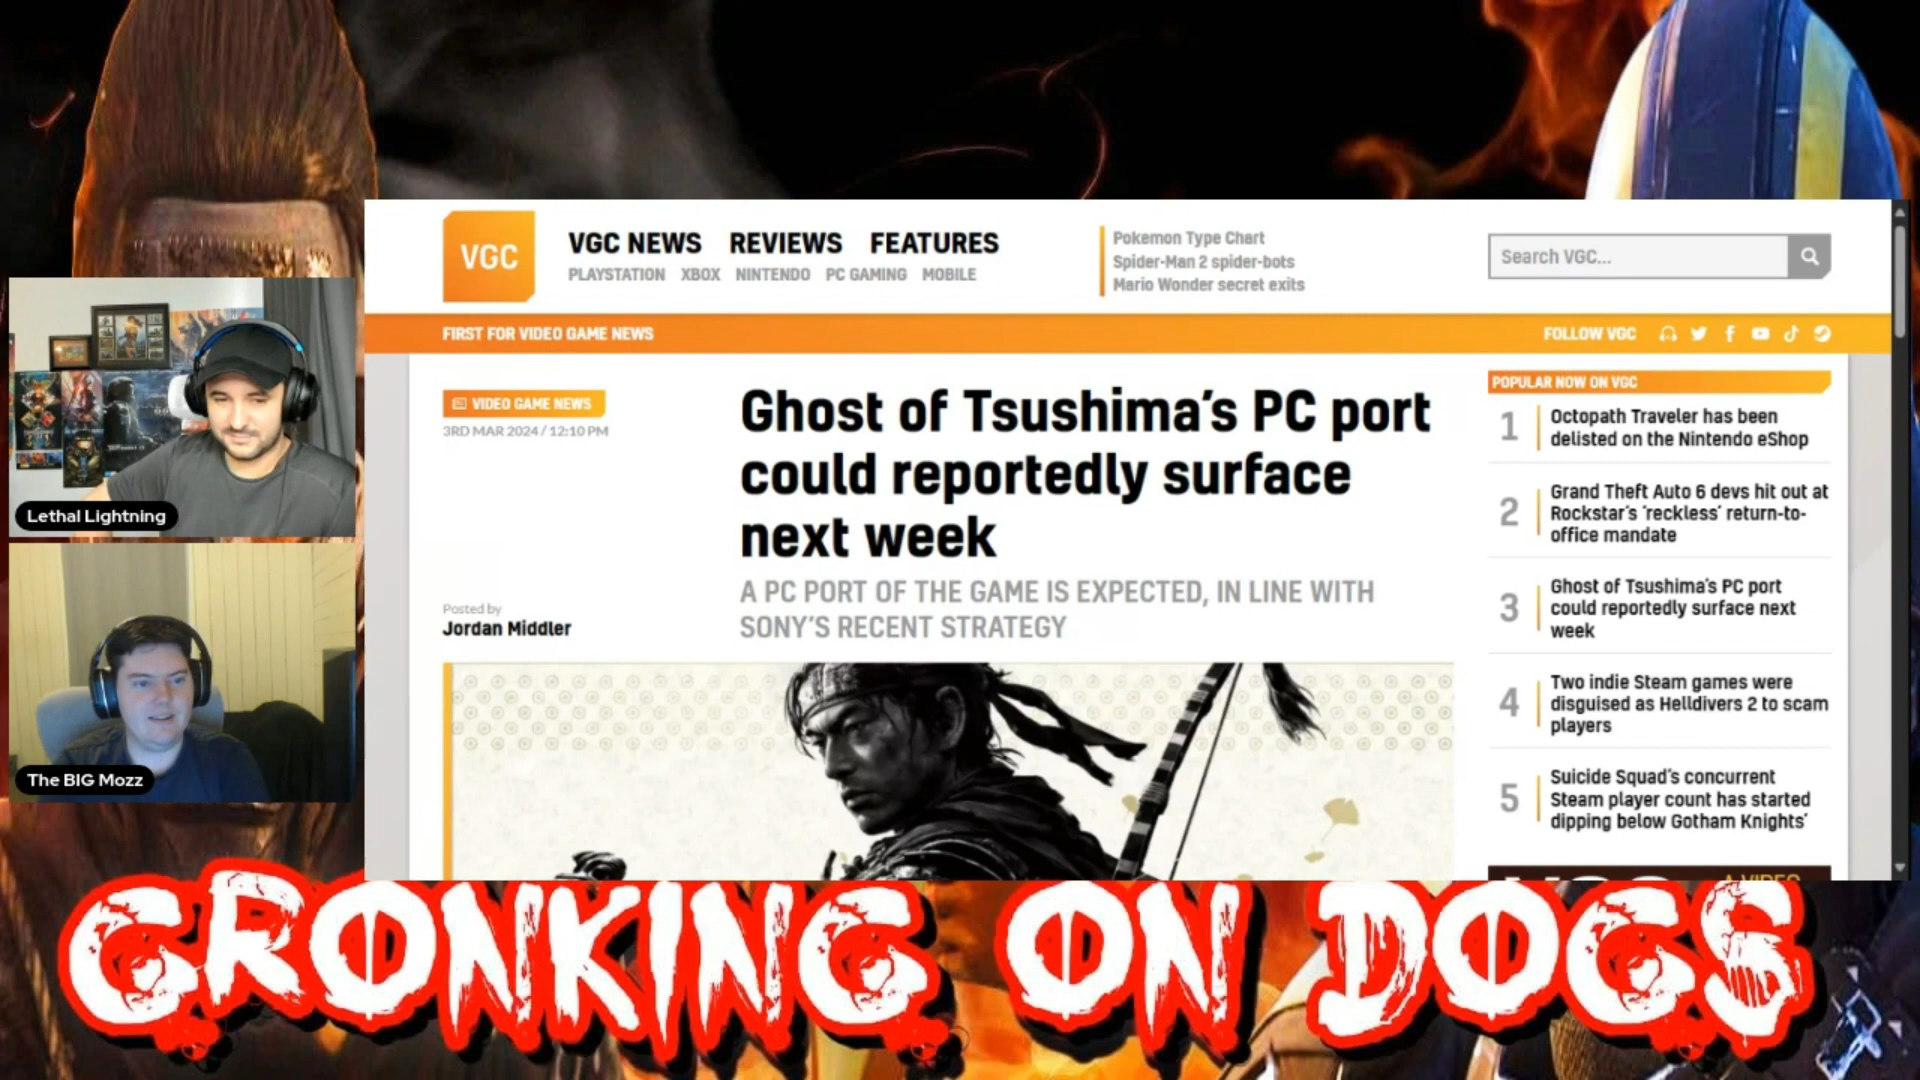 VGC
VGC NEWS REVIEWS FEATURES
PLAYSTATION XBOX NINTENDO PC GAMING MOBILE
Pokemon Type Chart
Spider-Man 2 spider-bots
Mario Wonder secret exits
Search VGC...
FIRST FOR VIDEO GAME NEWS
FOLLOW VGC
VIDEO GAME NEWS
3RD MAR 2024 / 12:10 PM
Ghost of Tsushima's PC port
could reportedly surface
next week
A PC PORT OF THE GAME IS EXPECTED, IN LINE WITH
SONY'S RECENT STRATEGY
Posted by
Jordan Middler
POPULAR NOW ON VGC
1
Octopath Traveler has been
delisted on the Nintendo eShop
2
Grand Theft Auto 6 devs hit out at
Rockstar's 'reckless' return-to-
office mandate
3
Ghost of Tsushima's PC port
could reportedly surface next
week
4
Two indie Steam games were
disguised as Helldivers 2 to scam
players
5
Suicide Squad's concurrent
Steam player count has started
dipping below Gotham Knights'
Lethal Lightning
The BIG Mozz
GRONKING ON DOGS